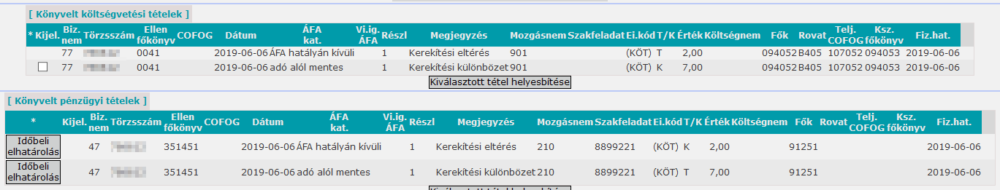 [ Könyvelt költségvetési tételek ]
* Kijel. Biz. nem Törzsszám Ellen főkönyv COFOG Dátum ÁFA kat. Vi.ig. ÁFA Részl Megjegyzés Mozgásnem Szakfeladat Ei.kód T/K Érték Költségnem Fők Rovat Telj. COFOG Ksz. főkönyv Fiz.hat.
77 0041 2019-06-06 ÁFA hatályán kívüli 1 Kerekítési eltérés 901 (KÖT) T 2,00 094052 B405 107052 094053 2019-06-06
77 0041 2019-06-06 adó alól mentes 1 Kerekítési különbözet 901 (KÖT) K 7,00 094052 B405 107052 094053 2019-06-06
Kiválasztott tétel helyesbítése
[ Könyvelt pénzügyi tételek ]
* Kijel. Biz. nem Törzsszám Ellen főkönyv COFOG Dátum ÁFA kat. Vi.ig. ÁFA Részl Megjegyzés Mozgásnem Szakfeladat Ei.kód T/K Érték Költségnem Fők Rovat Telj. COFOG Ksz. főkönyv Fiz.hat.
Időbeli elhatárolás 47 351451 2019-06-06 ÁFA hatályán kívüli 1 Kerekítési eltérés 210 8899221 (KÖT) K 2,00 91251 2019-06-06
Időbeli elhatárolás 47 351451 2019-06-06 adó alól mentes 1 Kerekítési különbözet 210 8899221 (KÖT) T 7,00 91251 2019-06-06
Kiválasztott tétel helyesbítése